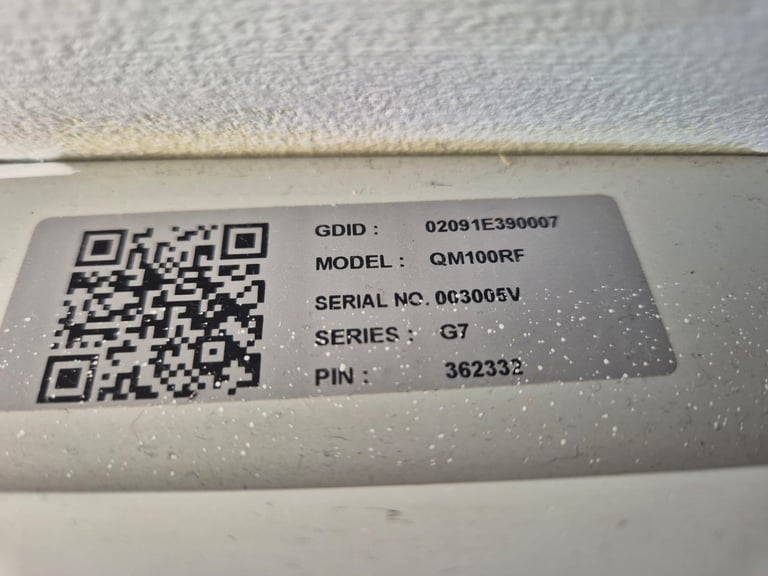 GDID : 02091E390007
MODEL : QM100RF
SERIAL NO. 003005V
SERIES : G7
PIN : 362332